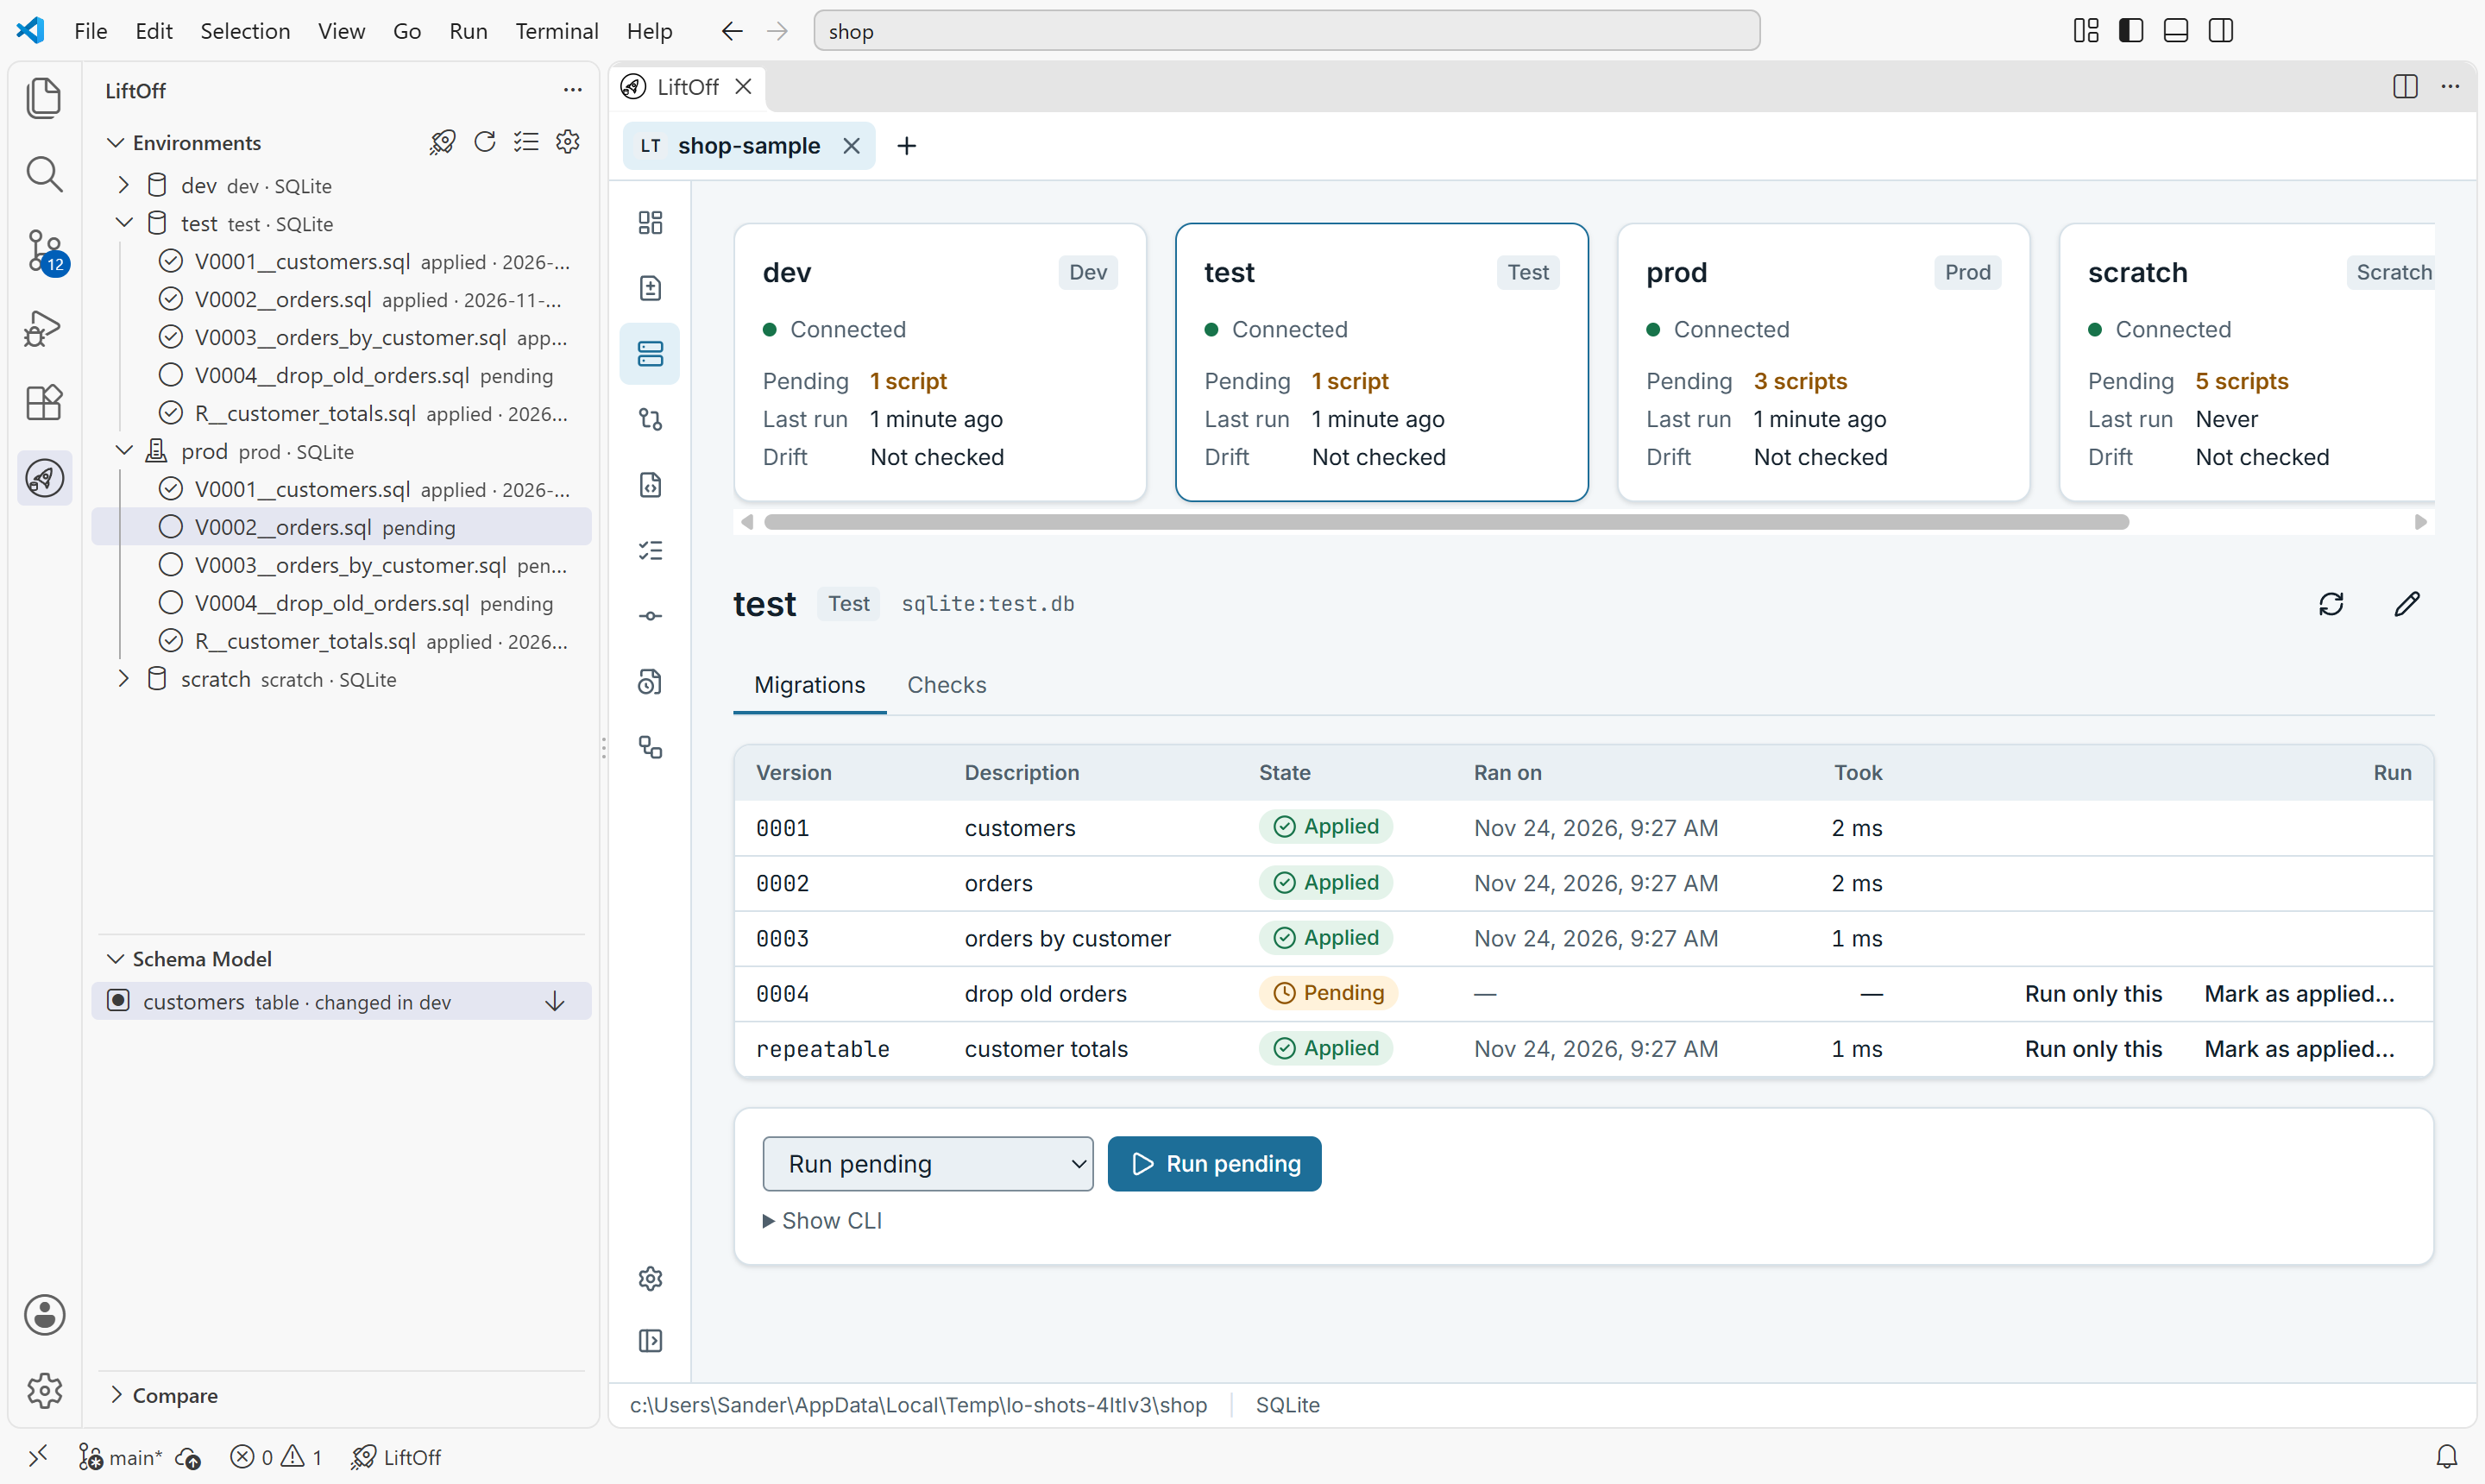 File Edit Selection View Go Run Terminal Help
shop
LiftOff
Environments
dev dev · SQLite
test test · SQLite
V0001__customers.sql applied · 2026-...
V0002__orders.sql applied · 2026-11-...
V0003__orders_by_customer.sql app...
V0004__drop_old_orders.sql pending
R__customer_totals.sql applied · 2026...
prod prod · SQLite
V0001__customers.sql applied · 2026-...
V0002__orders.sql pending
V0003__orders_by_customer.sql pen...
V0004__drop_old_orders.sql pending
R__customer_totals.sql applied · 2026...
scratch scratch · SQLite
12
Schema Model
customers table · changed in dev
Compare
LiftOff
LT shop-sample
dev Dev
Connected
Pending 1 script
Last run 1 minute ago
Drift Not checked
test Test
Connected
Pending 1 script
Last run 1 minute ago
Drift Not checked
prod Prod
Connected
Pending 3 scripts
Last run 1 minute ago
Drift Not checked
scratch Scratch
Connected
Pending 5 scripts
Last run Never
Drift Not checked
test Test sqlite:test.db
Migrations Checks
Version Description State Ran on Took Run
0001 customers Applied Nov 24, 2026, 9:27 AM 2 ms
0002 orders Applied Nov 24, 2026, 9:27 AM 2 ms
0003 orders by customer Applied Nov 24, 2026, 9:27 AM 1 ms
0004 drop old orders Pending — — Run only this Mark as applied...
repeatable customer totals Applied Nov 24, 2026, 9:27 AM 1 ms Run only this Mark as applied...
Run pending Run pending
Show CLI
c:\Users\Sander\AppData\Local\Temp\lo-shots-4ltIv3\shop SQLite
main* 0 1 LiftOff